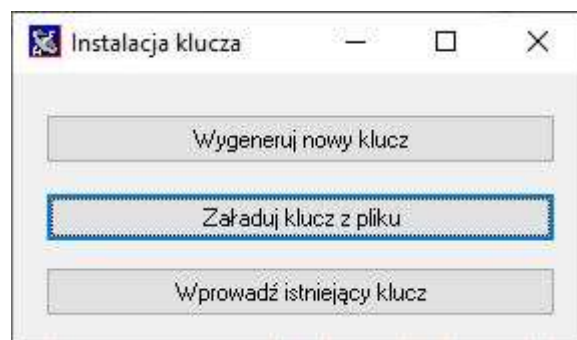 Instalacja klucza
Wygeneruj nowy klucz
Załaduj klucz z pliku
Wprowadź istniejący klucz